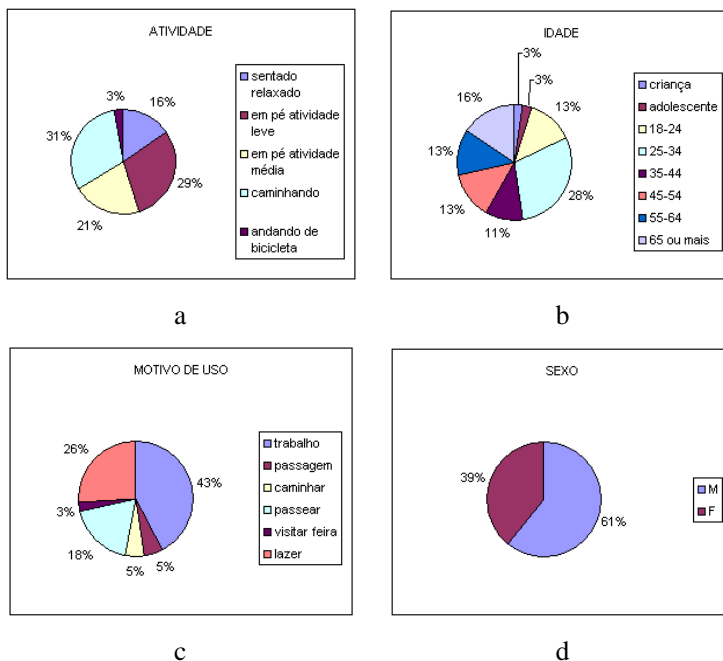 ATIVIDADE
3%
16%
31%
29%
21%
sentado
relaxado
em pé atividade
leve
em pé atividade
média
caminhando
andando de
bicicleta
a
IDADE
3%
3%
16%
13%
13%
28%
13%
11%
criança
adolescente
18-24
25-34
35-44
45-54
55-64
65 ou mais
b
MOTIVO DE USO
26%
43%
3%
18%
5%
5%
trabalho
passagem
caminhar
passear
visitar feira
lazer
c
SEXO
39%
61%
M
F
d